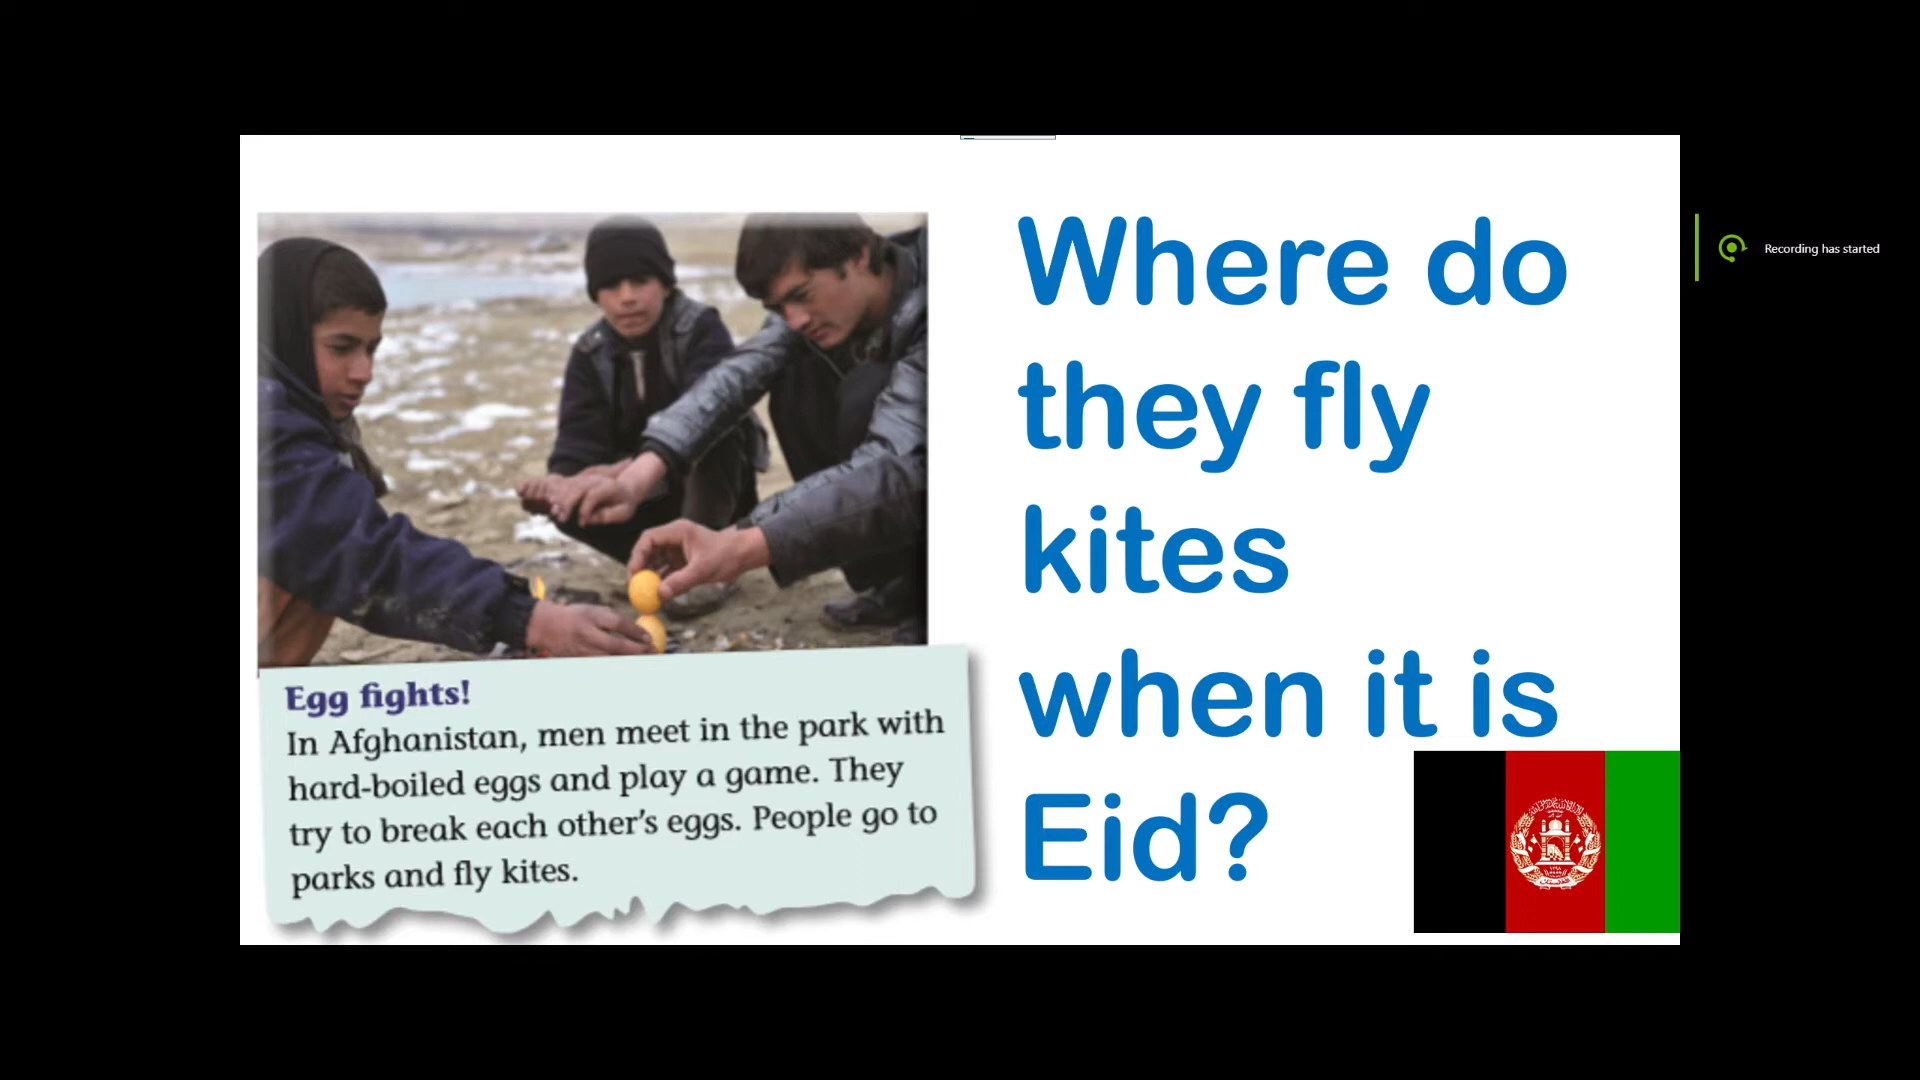 Where do
they fly
kites
when it is
Eid?
Egg fights!
In Afghanistan, men meet in the park with
hard-boiled eggs and play a game. They
try to break each other's eggs. People go to
parks and fly kites.
Recording has started